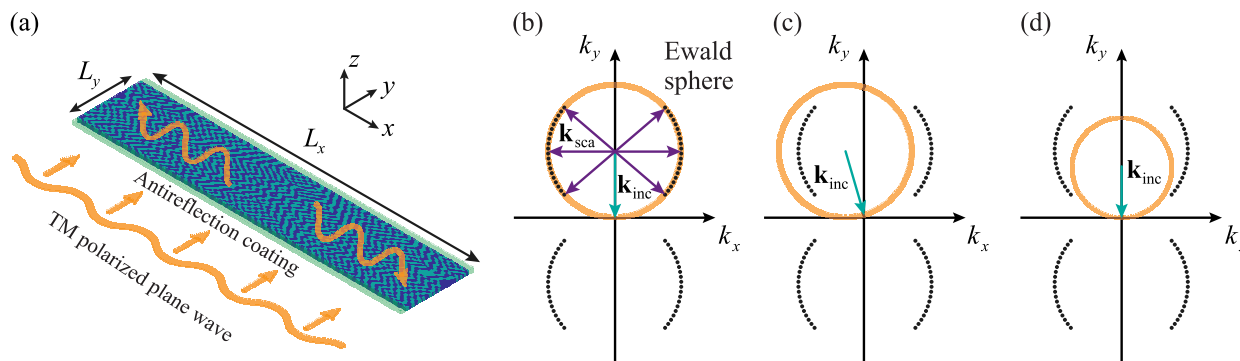 (a)
L_y
z
y
x
L_x
Antireflection coating
TM polarized plane wave
(b)
k_y
Ewald
sphere
k_sca
k_inc
k_x
(c)
k_y
k_inc
k_x
(d)
k_y
k_inc
k_x